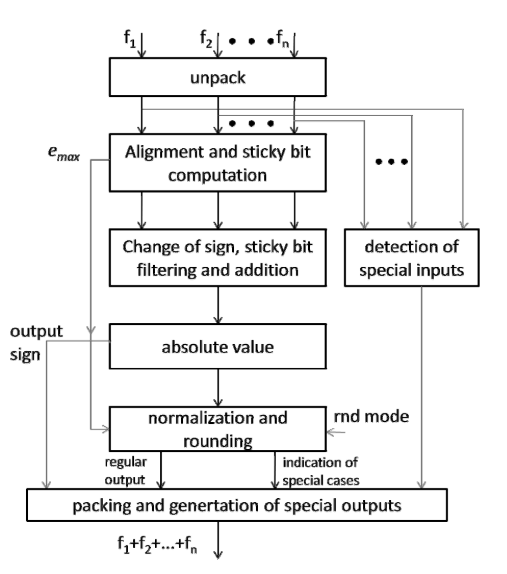 f1 f2 • • • fn
unpack
• • •
emax
Alignment and sticky bit
computation
• • •
Change of sign, sticky bit
filtering and addition
detection of
special inputs
output
sign
absolute value
normalization and
rounding
rnd mode
regular
output
indication of
special cases
packing and genertation of special outputs
f1+f2+...+fn